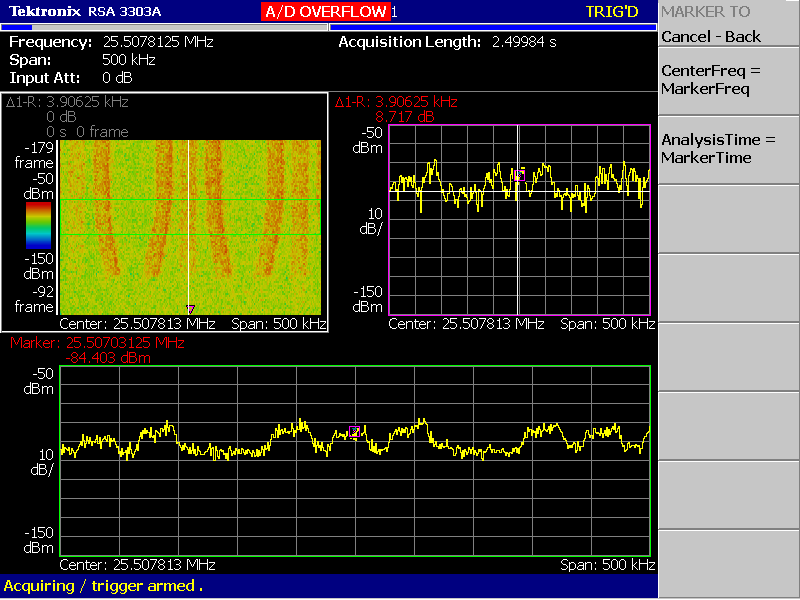 Tektronix RSA 3303A A/D OVERFLOW 1 TRIG'D MARKER TO
Cancel - Back
Frequency: 25.5078125 MHz Acquisition Length: 2.49984 s
Span: 500 kHz
Input Att: 0 dB
CenterFreq =
MarkerFreq
AnalysisTime =
MarkerTime
Δ1-R: 3.90625 kHz
0 dB
0 s 0 frame
-179
frame
-50
dBm
-150
dBm
-92
frame
Center: 25.507813 MHz Span: 500 kHz
Δ1-R: 3.90625 kHz
8.717 dB
-50
dBm
10
dB/
-150
dBm
Center: 25.507813 MHz Span: 500 kHz
Marker: 25.50703125 MHz
-84.403 dBm
-50
dBm
10
dB/
-150
dBm
Center: 25.507813 MHz Span: 500 kHz
Acquiring / trigger armed .